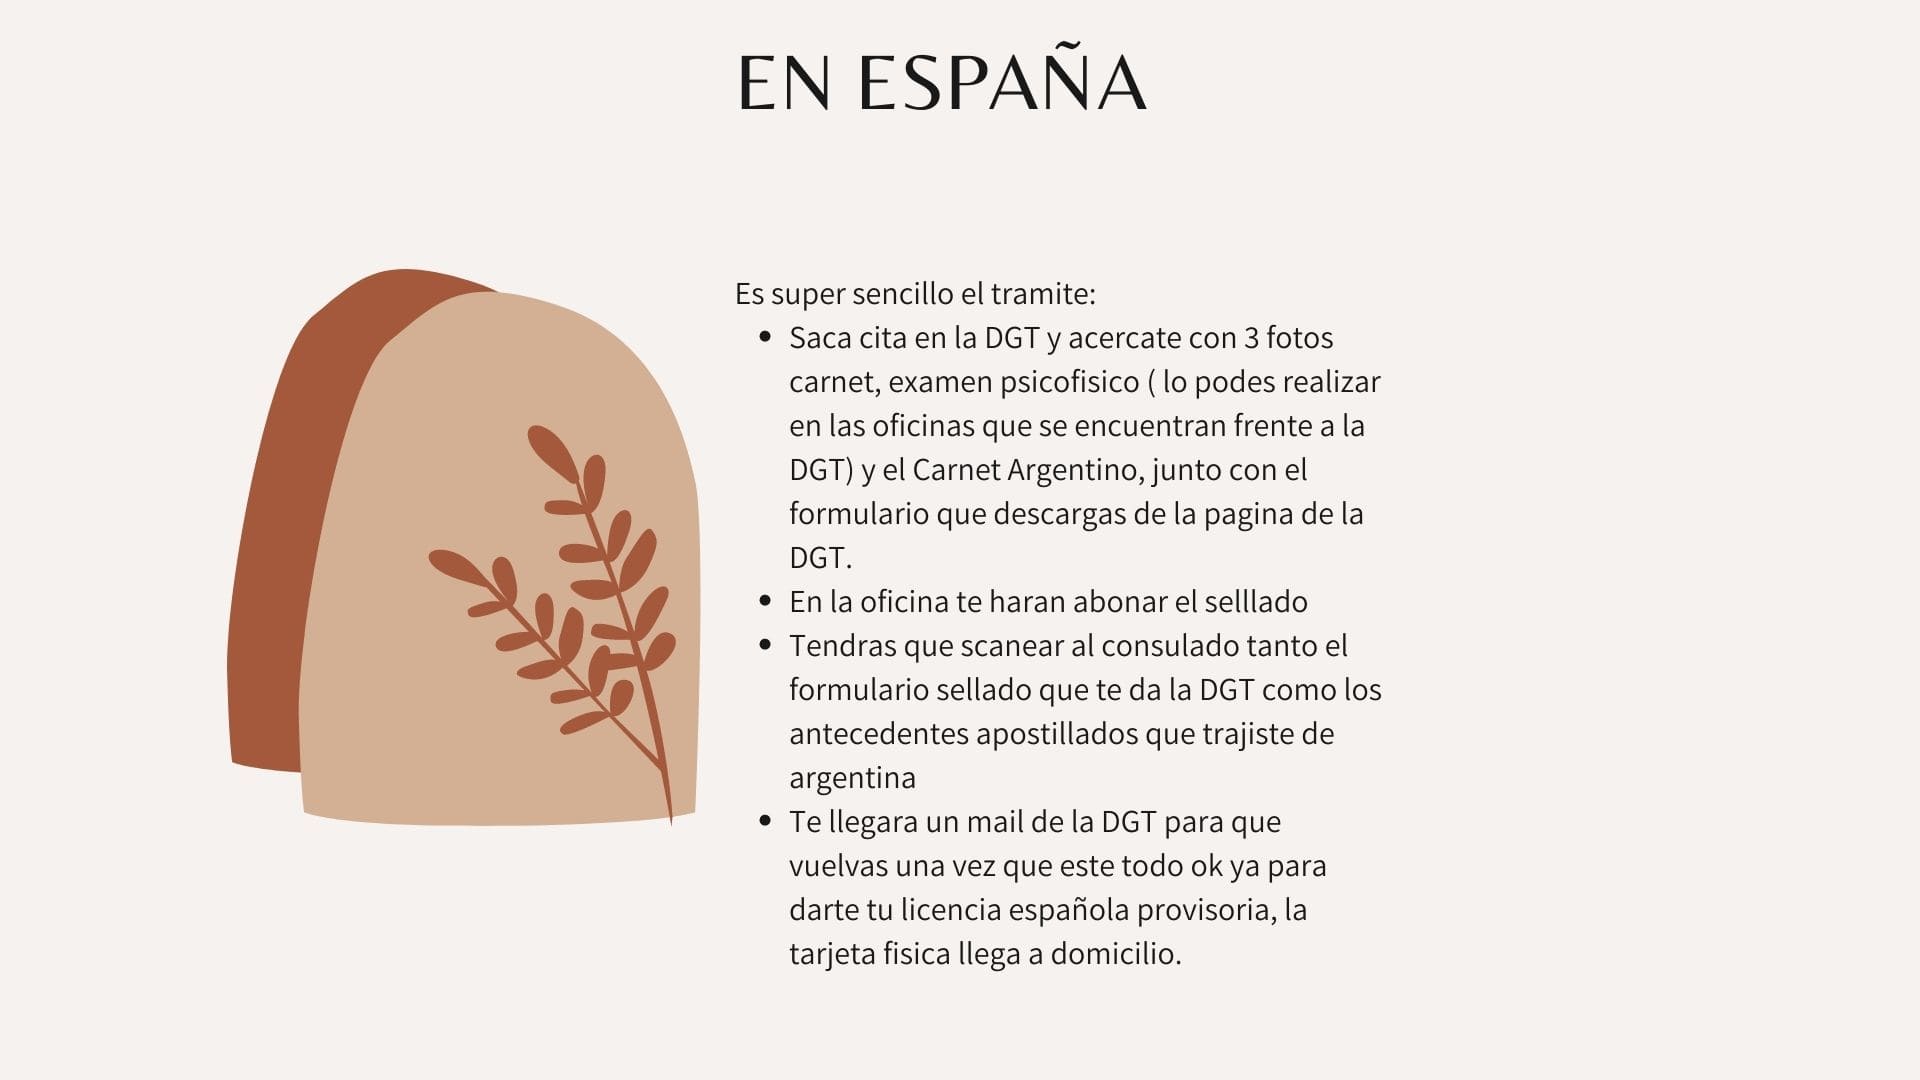 EN ESPAÑA
Es super sencillo el tramite:
• Saca cita en la DGT y acercate con 3 fotos
carnet, examen psicofisico ( lo podes realizar
en las oficinas que se encuentran frente a la
DGT) y el Carnet Argentino, junto con el
formulario que descargas de la pagina de la
DGT.
• En la oficina te haran abonar el selllado
• Tendras que scanear al consulado tanto el
formulario sellado que te da la DGT como los
antecedentes apostillados que trajiste de
argentina
• Te llegara un mail de la DGT para que
vuelvas una vez que este todo ok ya para
darte tu licencia española provisoria, la
tarjeta fisica llega a domicilio.